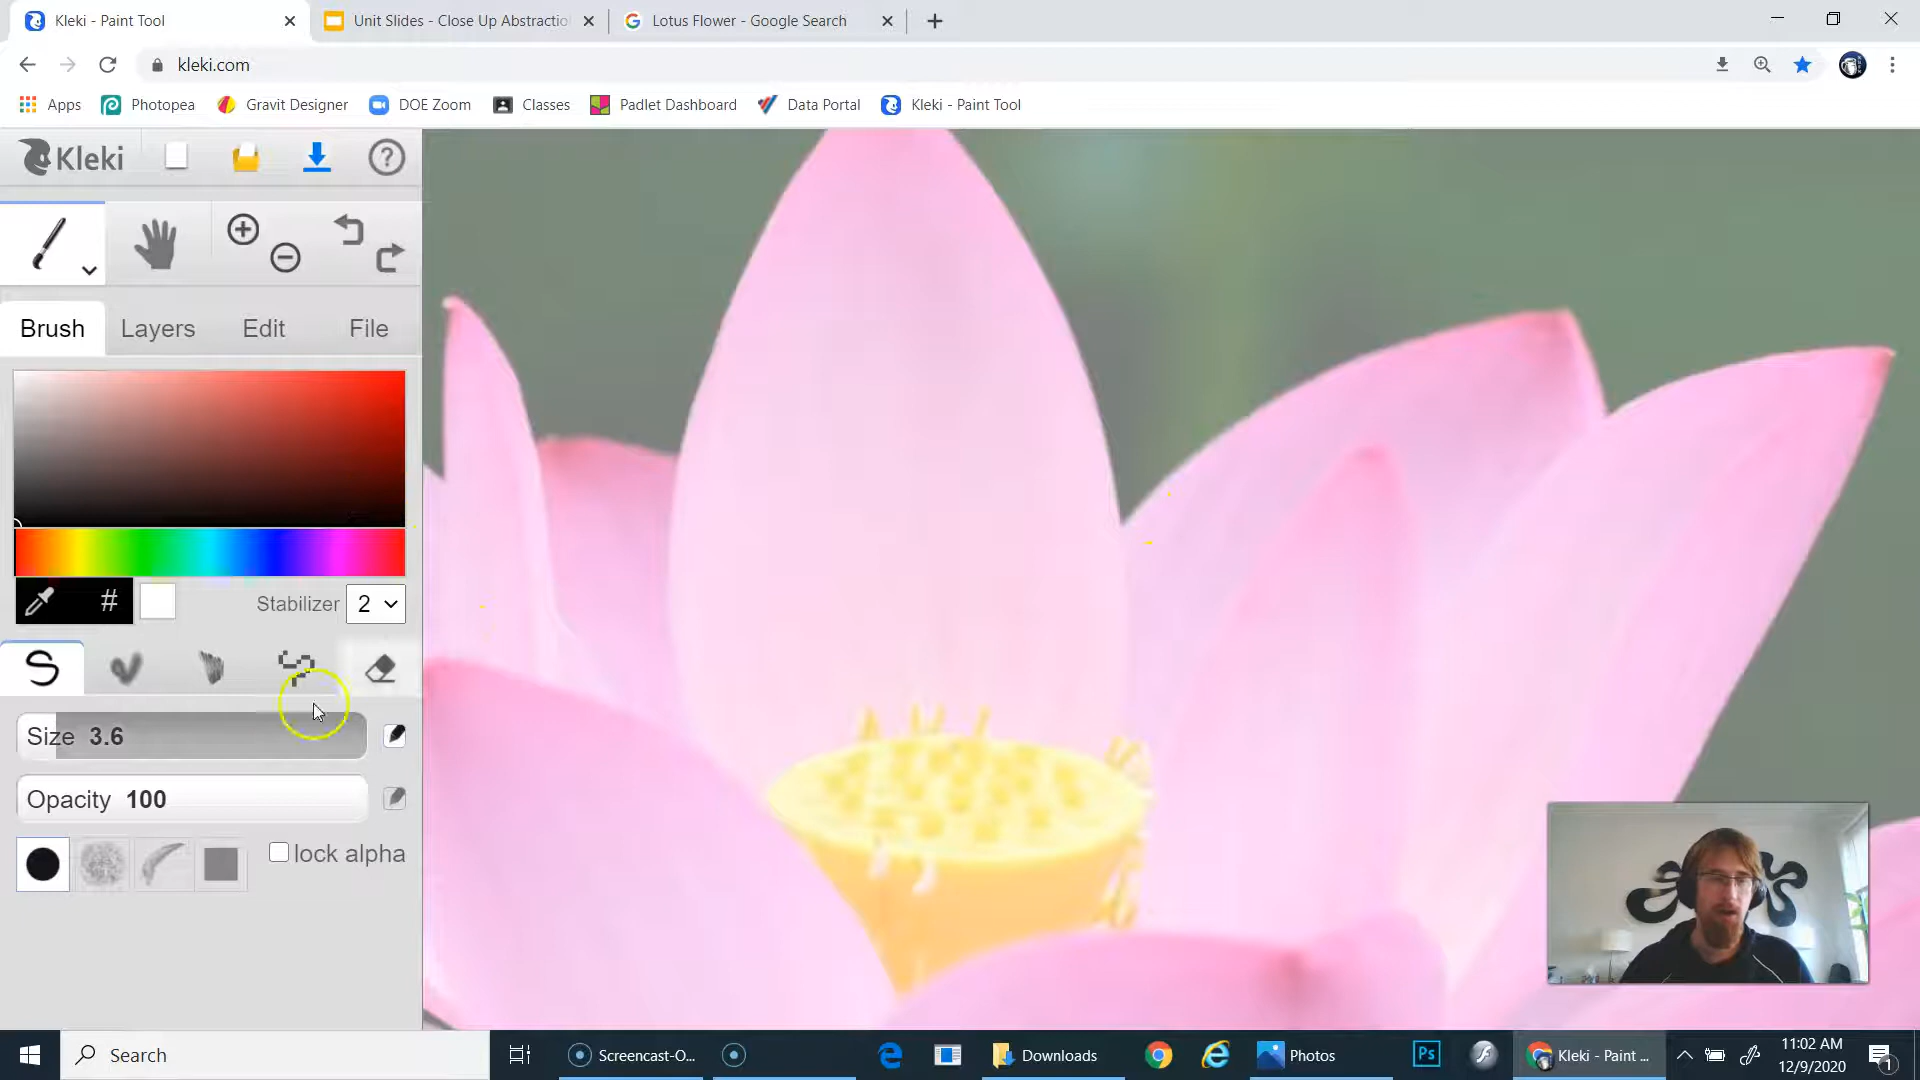 Kleki - Paint Tool
Unit Slides - Close Up Abstractio
Lotus Flower - Google Search
kleki.com
Apps
Photopea
Gravit Designer
DOE Zoom
Classes
Padlet Dashboard
Data Portal
Kleki - Paint Tool
Kleki
Brush
Layers
Edit
File
#
Stabilizer 2
Size 3.6
Opacity 100
lock alpha
Search
Screencast-O...
Downloads
Photos
Ps
Kleki - Paint ...
11:02 AM
12/9/2020
1